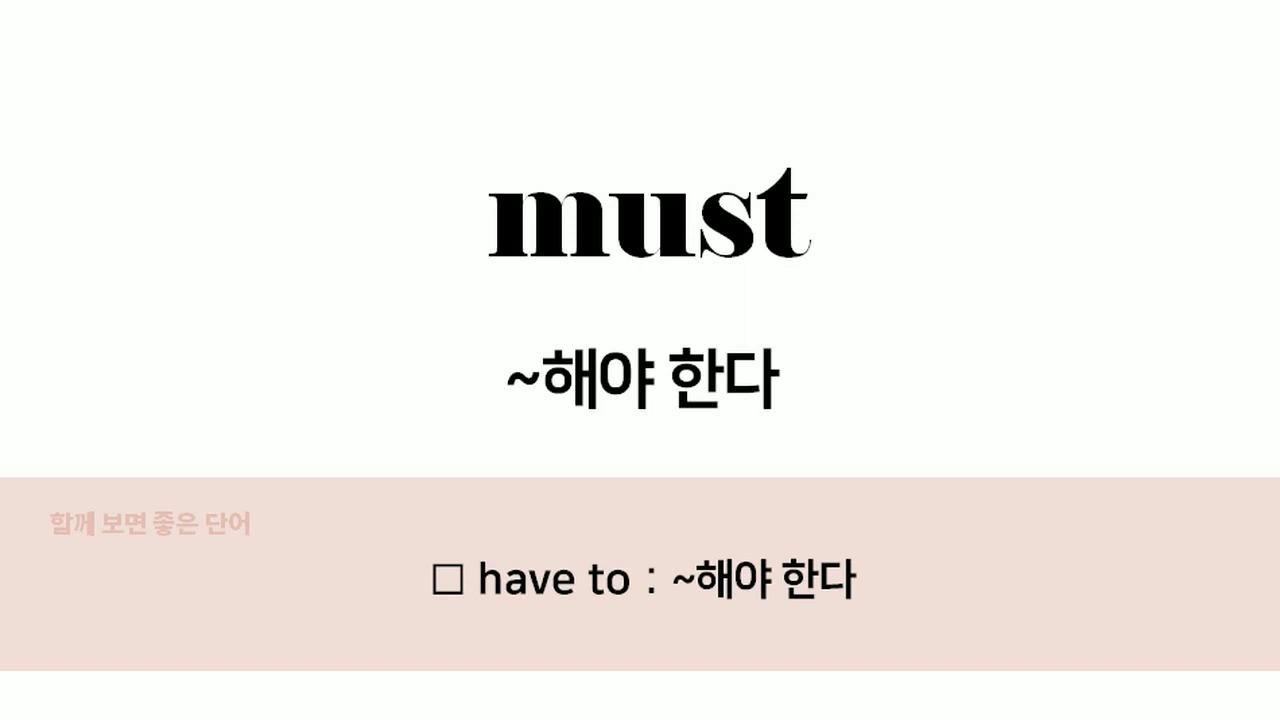 must
~해야 한다
함께 보면 좋은 단어
☐ have to : ~해야 한다